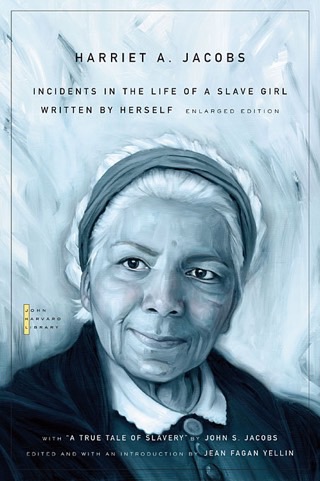 HARRIET A. JACOBS
INCIDENTS IN THE LIFE OF A SLAVE GIRL
WRITTEN BY HERSELF ENLARGED EDITION
JOHN
HARVARD
LIBRARY
WITH "A TRUE TALE OF SLAVERY" BY JOHN S. JACOBS
EDITED AND WITH AN INTRODUCTION BY JEAN FAGAN YELLIN